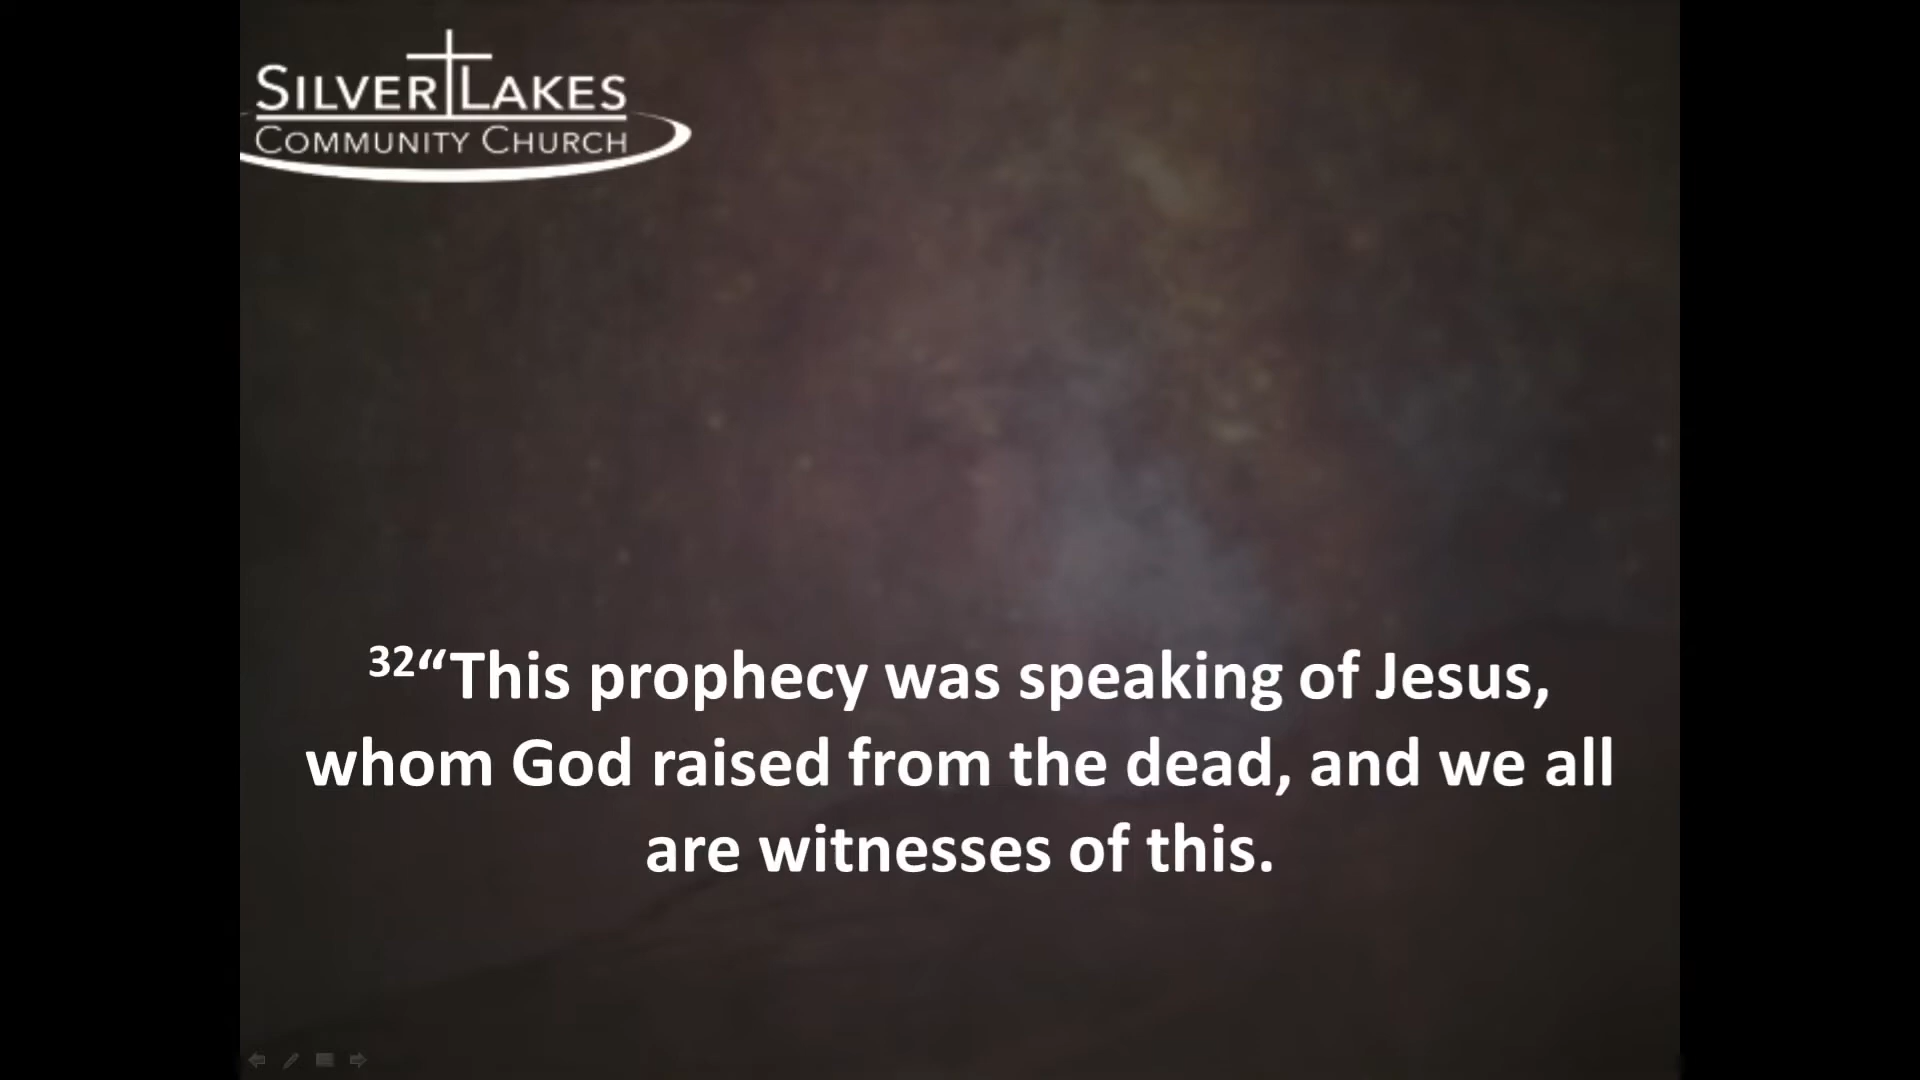 SILVER LAKES
COMMUNITY CHURCH
32“This prophecy was speaking of Jesus,
whom God raised from the dead, and we all
are witnesses of this.